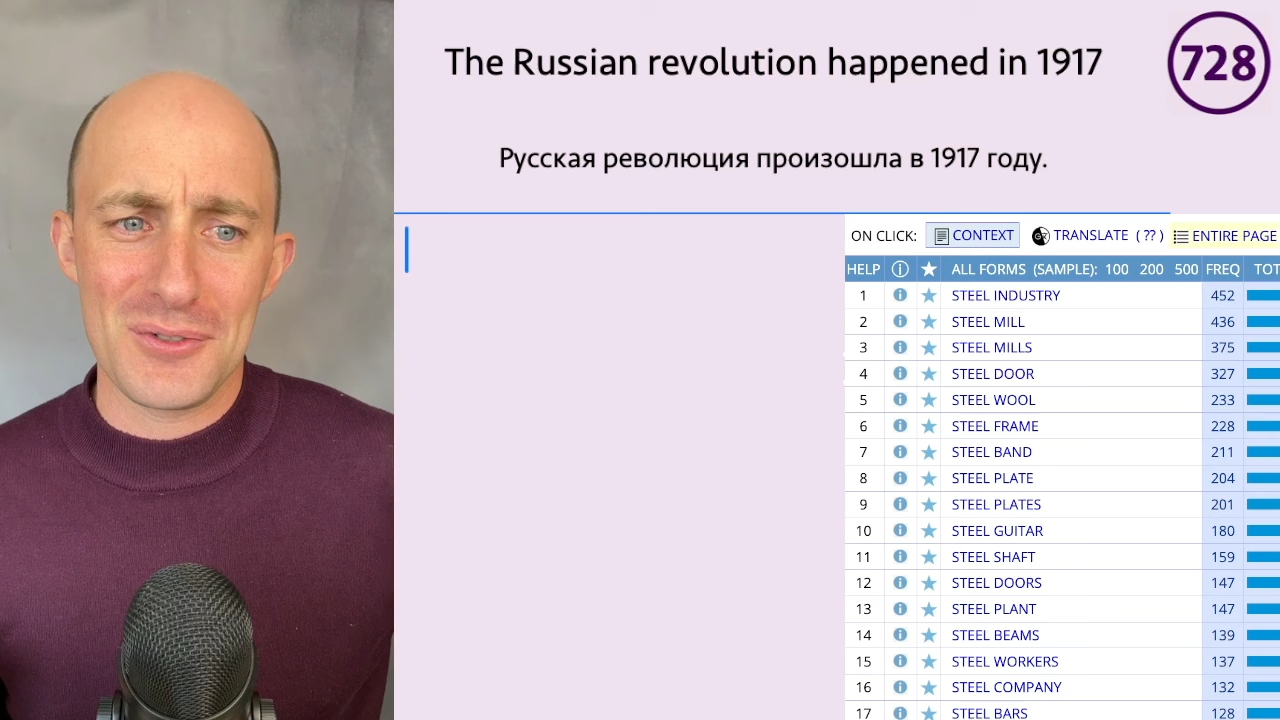 The Russian revolution happened in 1917
728
Русская революция произошла в 1917 году.
ON CLICK: CONTEXT TRANSLATE ( ?? ) ENTIRE PAGE
HELP ALL FORMS (SAMPLE): 100 200 500 FREQ TOT
1 STEEL INDUSTRY 452
2 STEEL MILL 436
3 STEEL MILLS 375
4 STEEL DOOR 327
5 STEEL WOOL 233
6 STEEL FRAME 228
7 STEEL BAND 211
8 STEEL PLATE 204
9 STEEL PLATES 201
10 STEEL GUITAR 180
11 STEEL SHAFT 159
12 STEEL DOORS 147
13 STEEL PLANT 147
14 STEEL BEAMS 139
15 STEEL WORKERS 137
16 STEEL COMPANY 132
17 STEEL BARS 128